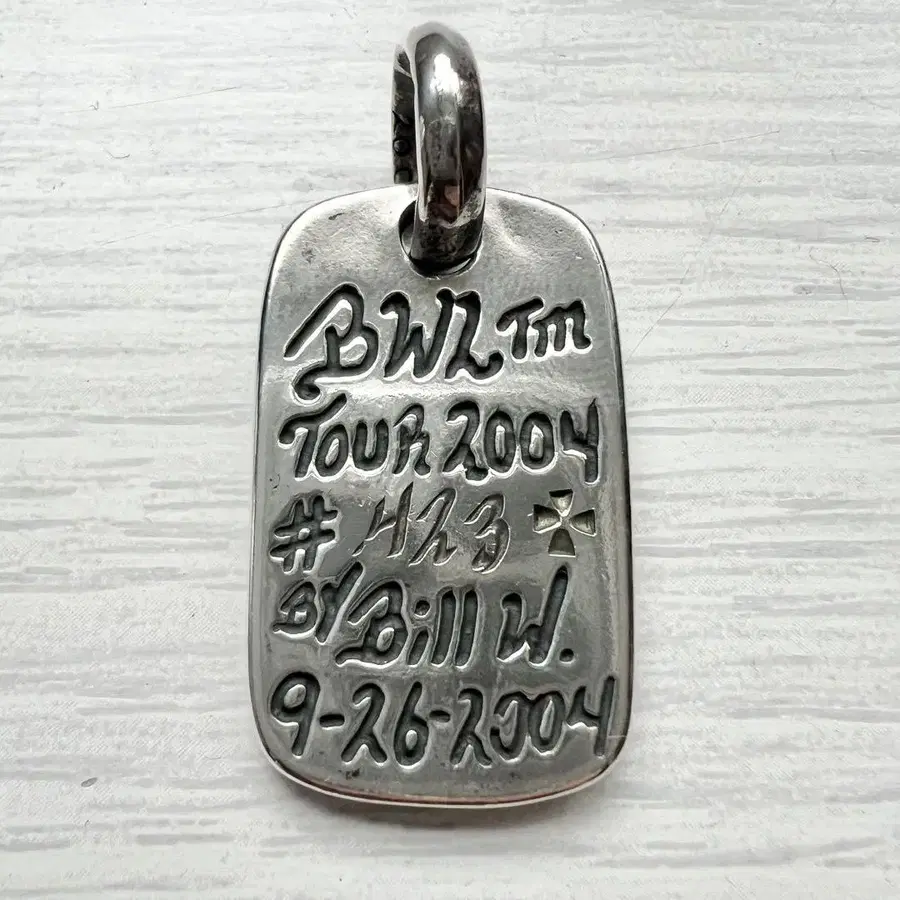 BWL TM
TOUR 2004
# 423
BY Bill W.
9-26-2004